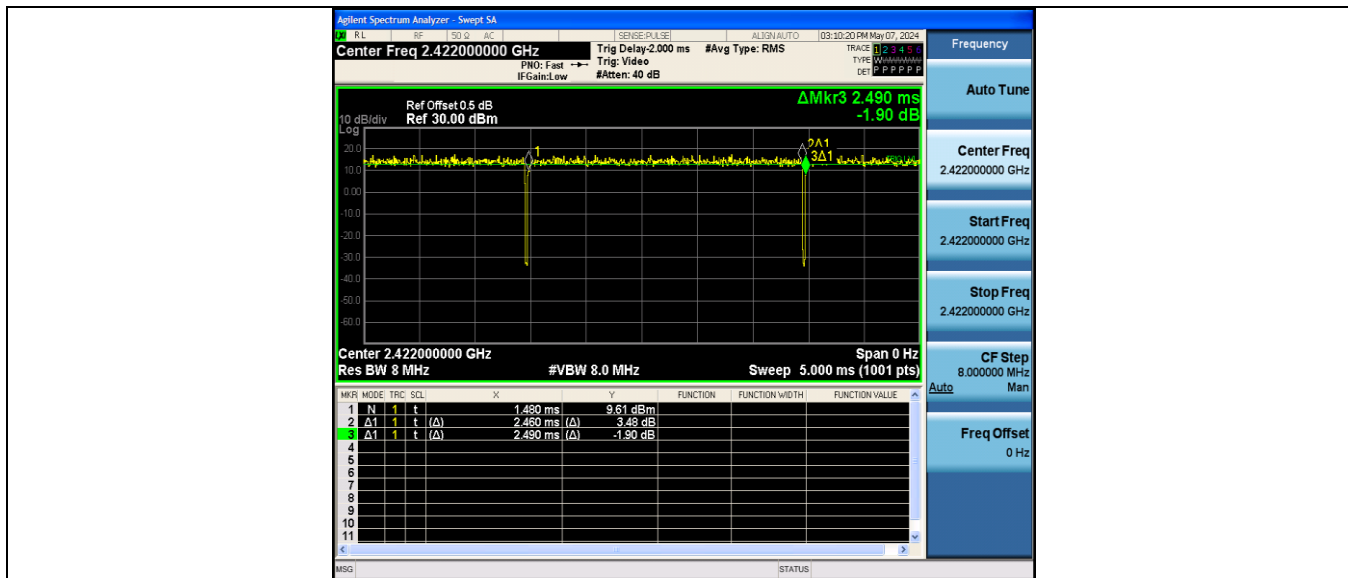 Agilent Spectrum Analyzer - Swept SA
LXI RL RF 50 Ω AC SENSE:PULSE ALIGN AUTO 03:10:20 PM May 07, 2024
Center Freq 2.422000000 GHz
PNO: Fast
IFGain:Low
Trig Delay-2.000 ms
Trig: Video
#Atten: 40 dB
#Avg Type: RMS
TRACE 1 2 3 4 5 6
TYPE WWWWWW
DET P P P P P P
ΔMkr3 2.490 ms
-1.90 dB
Ref Offset 0.5 dB
10 dB/div Ref 30.00 dBm
Log
20.0
10.0
0.00
-10.0
-20.0
-30.0
-40.0
-50.0
-60.0
1
2Δ1
3Δ1
Center 2.422000000 GHz Span 0 Hz
Res BW 8 MHz #VBW 8.0 MHz Sweep 5.000 ms (1001 pts)
MKR MODE TRC SCL X Y FUNCTION FUNCTION WIDTH FUNCTION VALUE
1 N 1 t 1.480 ms 9.61 dBm
2 Δ1 1 t (Δ) 2.460 ms (Δ) 3.48 dB
3 Δ1 1 t (Δ) 2.490 ms (Δ) -1.90 dB
4
5
6
7
8
9
10
11
MSG STATUS
Frequency
Auto Tune
Center Freq
2.422000000 GHz
Start Freq
2.422000000 GHz
Stop Freq
2.422000000 GHz
CF Step
8.000000 MHz
Auto Man
Freq Offset
0 Hz